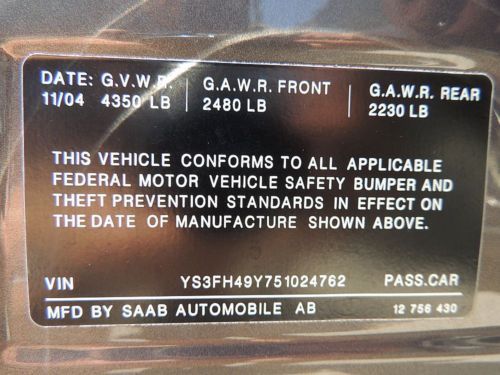 DATE: G.V.W.R. G.A.W.R. FRONT G.A.W.R. REAR
11/04 4350 LB 2480 LB 2230 LB
THIS VEHICLE CONFORMS TO ALL APPLICABLE
FEDERAL MOTOR VEHICLE SAFETY BUMPER AND
THEFT PREVENTION STANDARDS IN EFFECT ON
THE DATE OF MANUFACTURE SHOWN ABOVE.
VIN YS3FH49Y751024762 PASS.CAR
MFD BY SAAB AUTOMOBILE AB 12 756 430